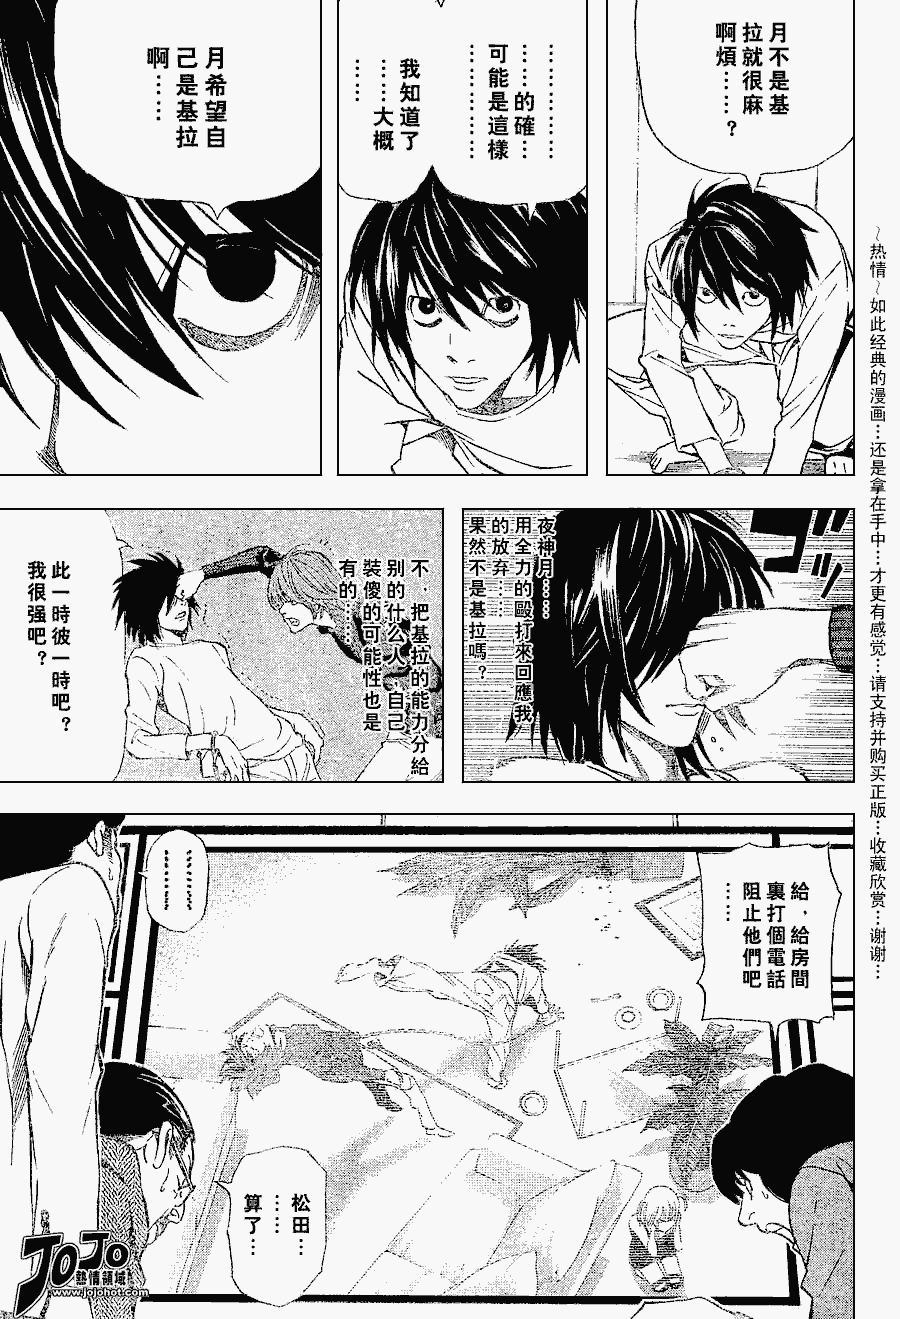 月不是基
拉就很麻
啊煩……?
…………
……的確…
可能是這樣
…………
我知道了
……大概
……
月希望自
己是基拉
啊……
夜神月……
用全力的毆打來回應我
的放弃……
果然不是基拉嗎？
不，把基拉的能力分給
别的什么人，自己
裝傻的可能性也是
有的……
此一時彼一時吧？
我很强吧？
給，給房間
裏打個電話
阻止他們吧
……
………
………
松田…
……
算了…
~热情~如此经典的漫画…还是拿在手中…才更有感觉…请支持并购买正版…收藏欣赏…谢谢…
JOJO
熱情領域
www.jojohot.com